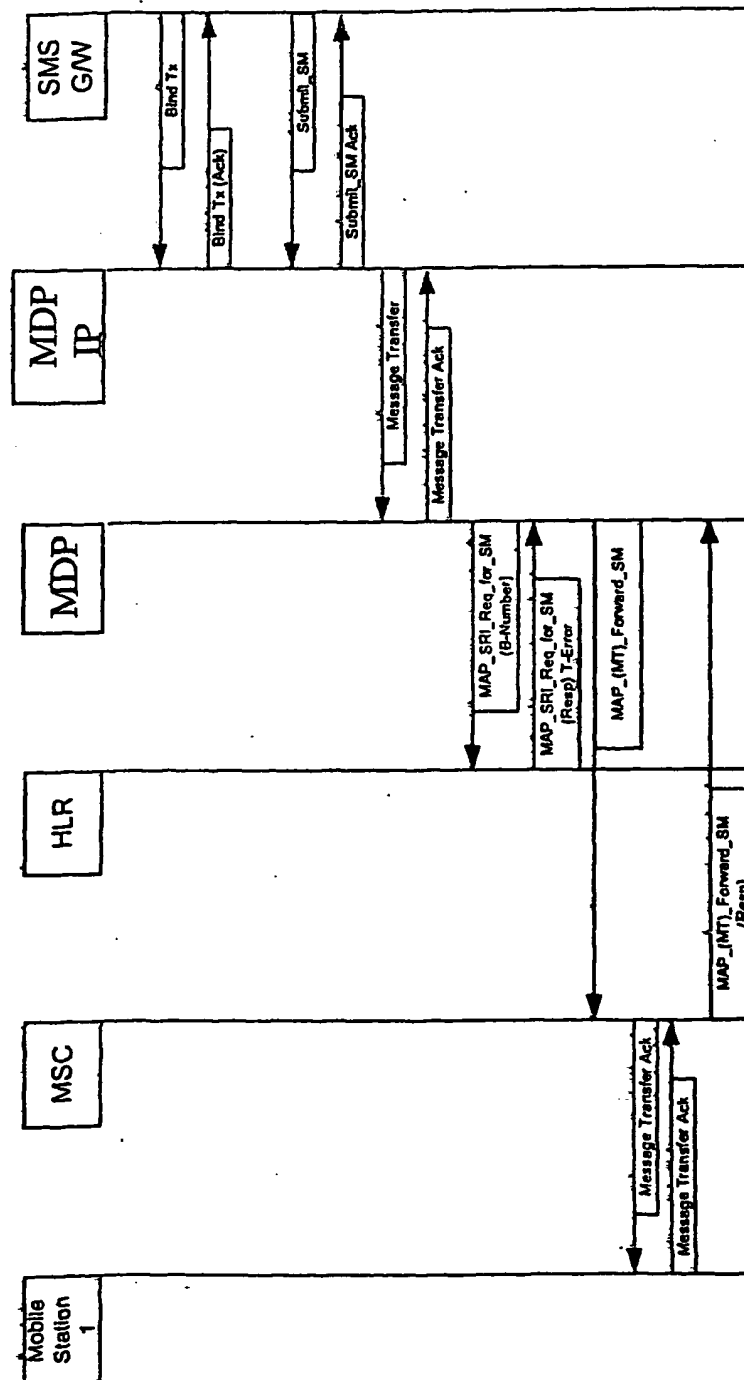 Mobile
Station
1
MSC
HLR
MDP
MDP
IP
SMS
G/W
Bind Tx
Bind Tx (Ack)
Submit_SM
Submit_SM Ack
Message Transfer
Message Transfer Ack
MAP_SRI_Req_for_SM
(B-Number)
MAP_SRI_Req_for_SM
(Resp) T-Error
MAP_(MT)_Forward_SM
Message Transfer Ack
Message Transfer Ack
MAP_(MT)_Forward_SM
(Resp)